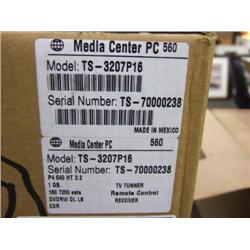 Media Center PC 560
Model: TS-3207P16
Serial Number: TS-70000238
MADE IN MEXICO
Media Center PC 560
Model: TS-3207P16
Serial Number: TS-70000238
P4 640 HT 3.2
1 GB. TV TUNNER
160 7200 sata Remote Control
DVDRW DL LS RECEIVER
CDR